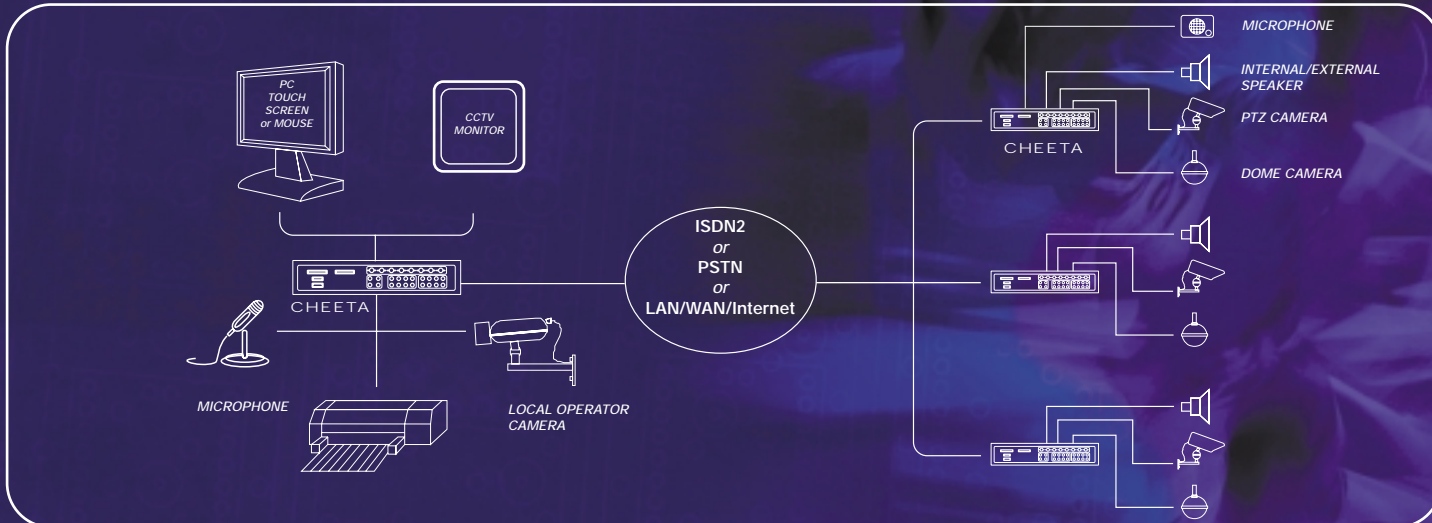 PC
TOUCH
SCREEN
or MOUSE
CCTV
MONITOR
CHEETA
MICROPHONE
LOCAL OPERATOR
CAMERA
ISDN2
or
PSTN
or
LAN/WAN/Internet
CHEETA
MICROPHONE
INTERNAL/EXTERNAL
SPEAKER
PTZ CAMERA
DOME CAMERA